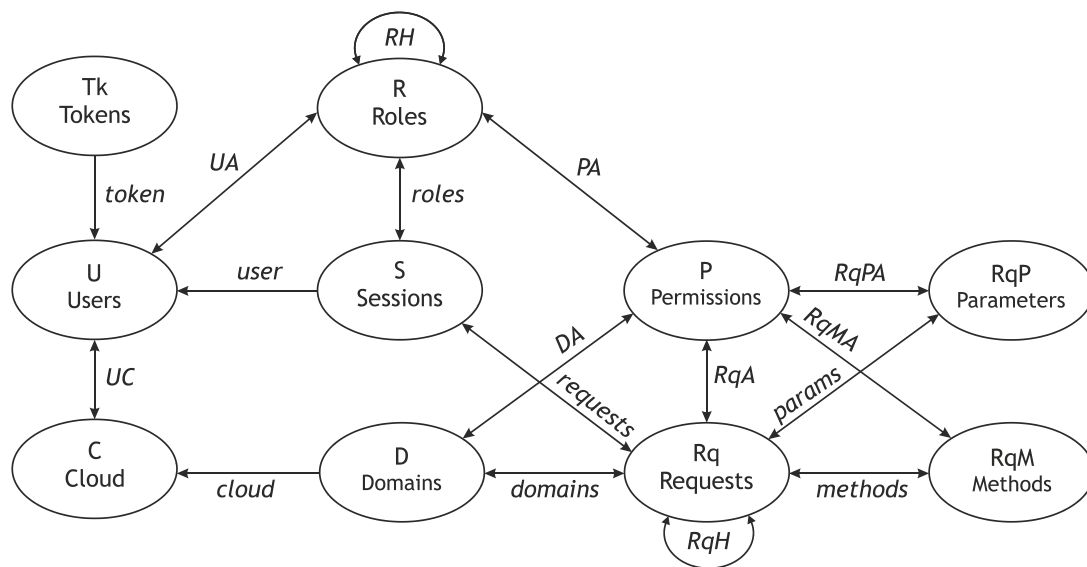 RH
Tk
Tokens
R
Roles
UA
PA
token
roles
U
Users
user
S
Sessions
P
Permissions
RqPA
RqP
Parameters
UC
DA
requests
RqA
RqMA
params
C
Cloud
cloud
D
Domains
domains
Rq
Requests
methods
RqM
Methods
RqH